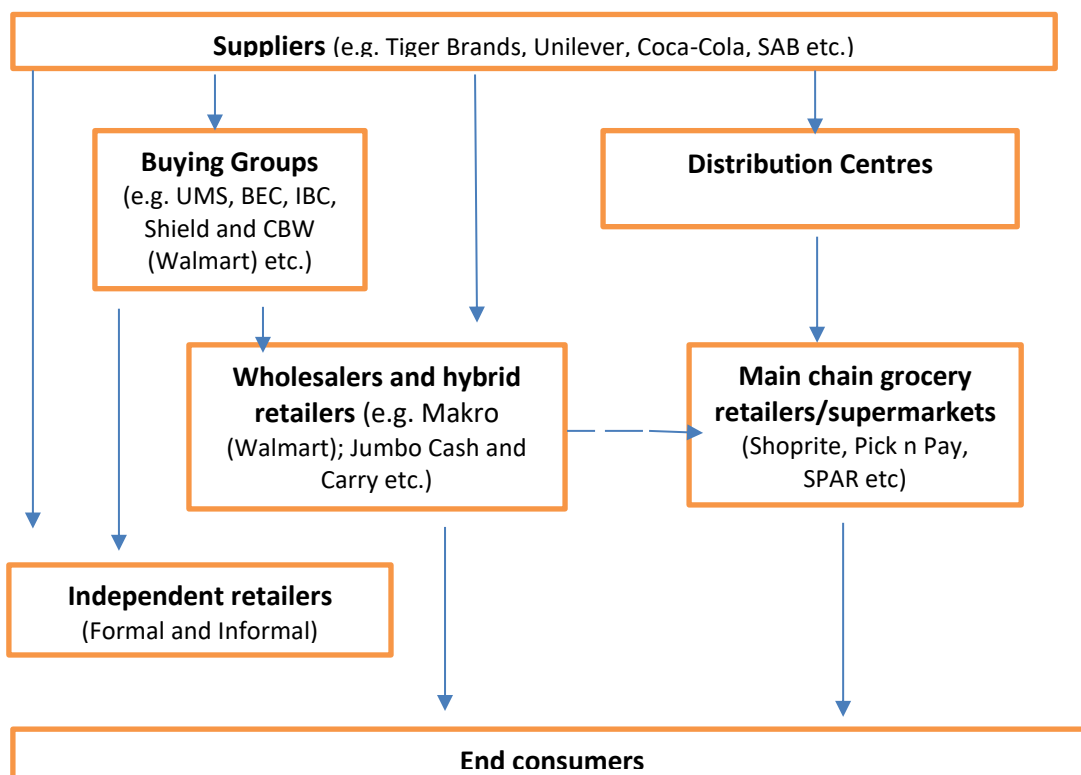 Suppliers (e.g. Tiger Brands, Unilever, Coca-Cola, SAB etc.)
Buying Groups
(e.g. UMS, BEC, IBC,
Shield and CBW
(Walmart) etc.)
Distribution Centres
Wholesalers and hybrid
retailers (e.g. Makro
(Walmart); Jumbo Cash and
Carry etc.)
Main chain grocery
retailers/supermarkets
(Shoprite, Pick n Pay,
SPAR etc)
Independent retailers
(Formal and Informal)
End consumers